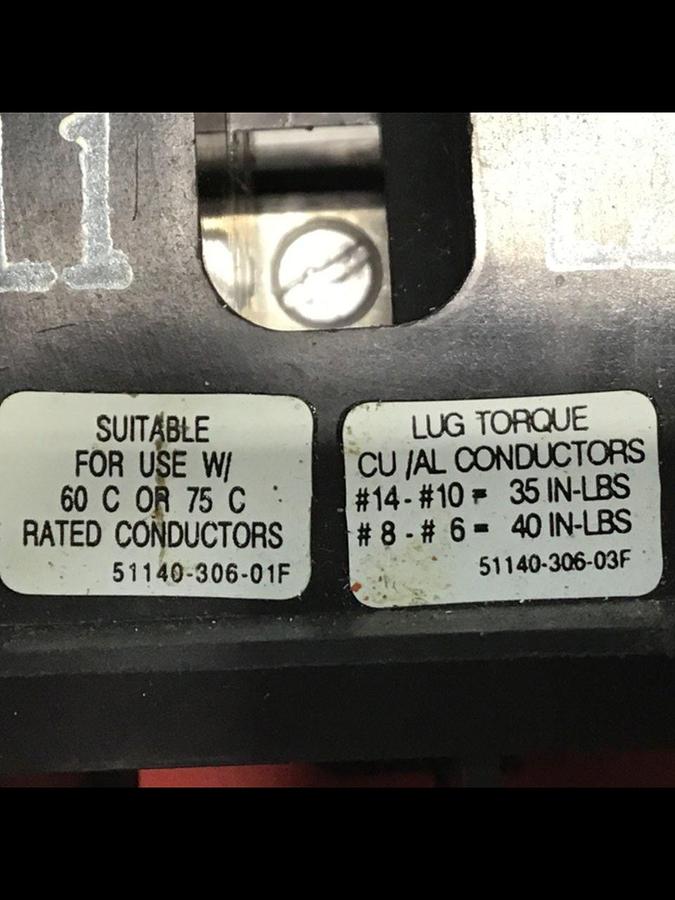 L1
SUITABLE
FOR USE W/
60 C OR 75 C
RATED CONDUCTORS
51140-306-01F
LUG TORQUE
CU /AL CONDUCTORS
#14 - #10 = 35 IN-LBS
# 8 - # 6 = 40 IN-LBS
51140-306-03F